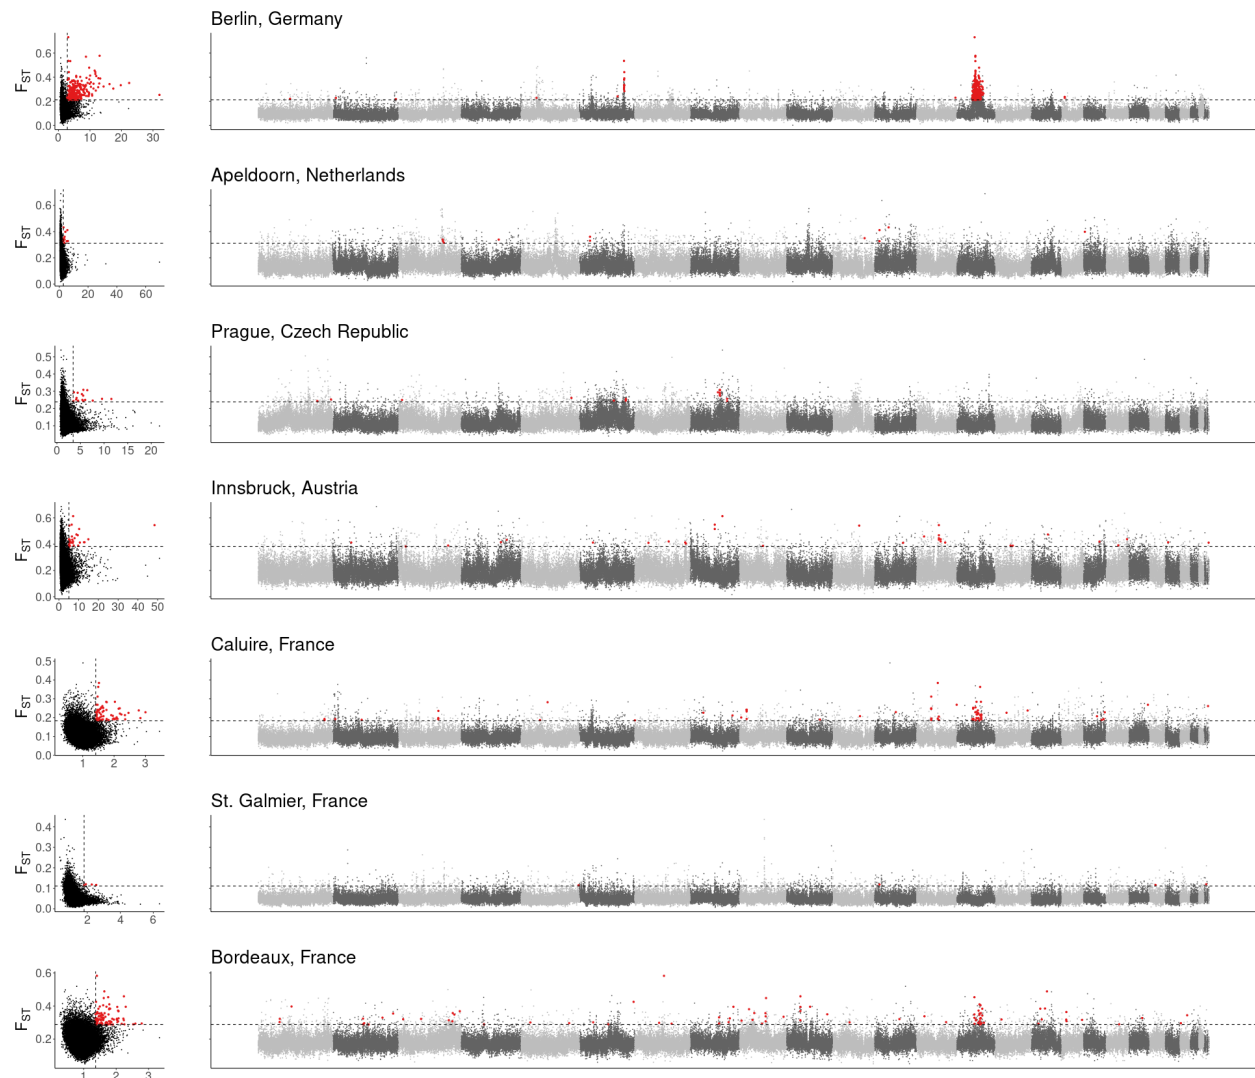 Berlin, Germany
FST
0.6
0.4
0.2
0.0
0 10 20 30
Apeldoorn, Netherlands
FST
0.6
0.4
0.2
0.0
0 20 40 60
Prague, Czech Republic
FST
0.5
0.4
0.3
0.2
0.1
0 5 10 15 20
Innsbruck, Austria
FST
0.6
0.4
0.2
0.0
0 10 20 30 40 50
Caluire, France
FST
0.5
0.4
0.3
0.2
0.1
0.0
1 2 3
St. Galmier, France
FST
0.4
0.3
0.2
0.1
0.0
2 4 6
Bordeaux, France
FST
0.6
0.4
0.2
1 2 3